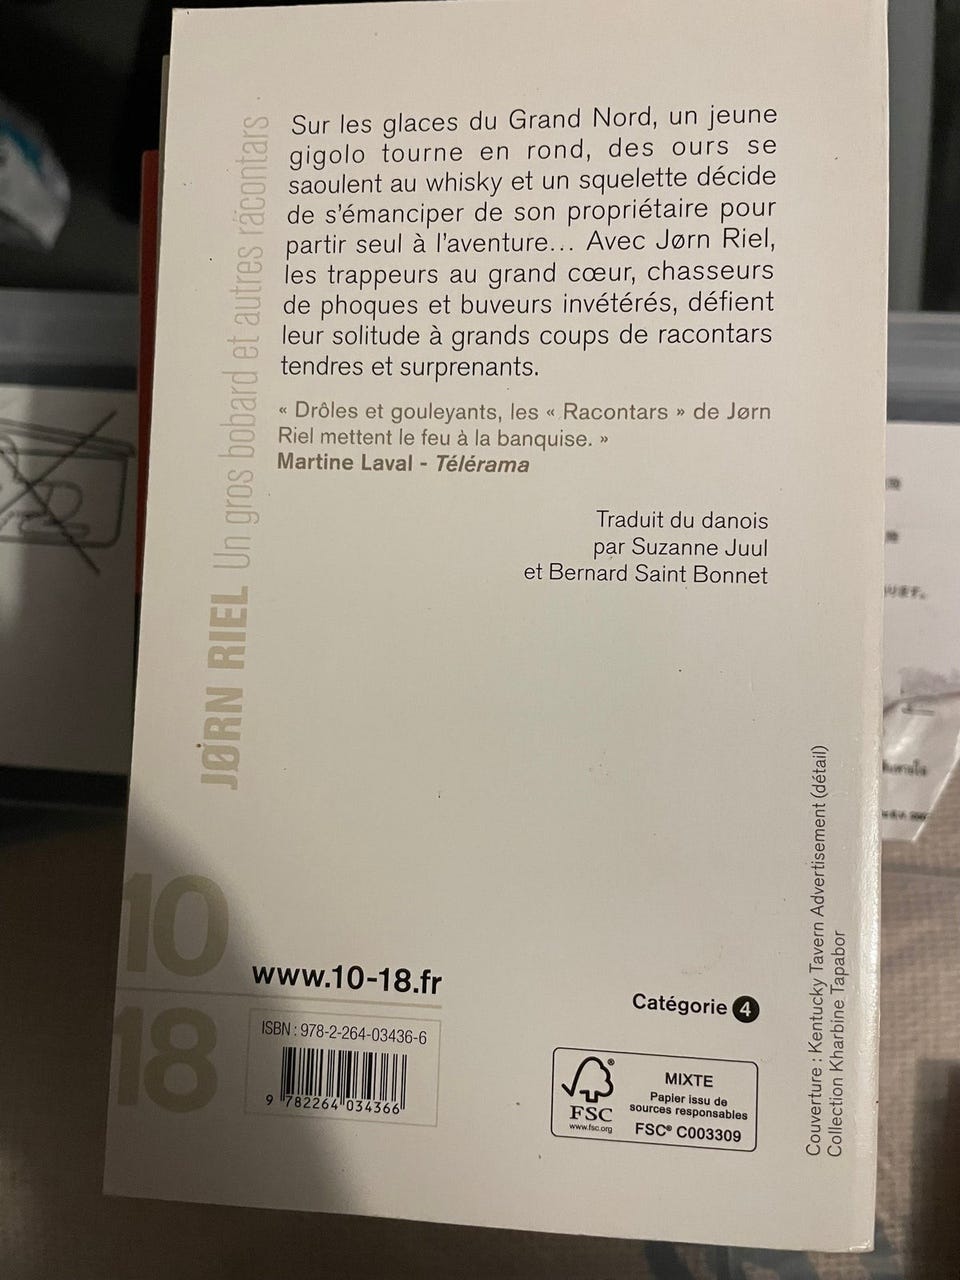 Sur les glaces du Grand Nord, un jeune
gigolo tourne en rond, des ours se
saoulent au whisky et un squelette décide
de s'émanciper de son propriétaire pour
partir seul à l'aventure... Avec Jørn Riel,
les trappeurs au grand cœur, chasseurs
de phoques et buveurs invétérés, défient
leur solitude à grands coups de racontars
tendres et surprenants.
« Drôles et gouleyants, les « Racontars » de Jørn
Riel mettent le feu à la banquise. »
Martine Laval - Télérama
Traduit du danois
par Suzanne Juul
et Bernard Saint Bonnet
JØRN RIEL Un gros bobard et autres racontars
10
18
www.10-18.fr
ISBN : 978-2-264-03436-6
9 782264 034366
Catégorie 4
FSC®
www.fsc.org
MIXTE
Papier issu de
sources responsables
FSC® C003309
Couverture : Kentucky Tavern Advertisement (détail)
Collection Kharbine Tapabor